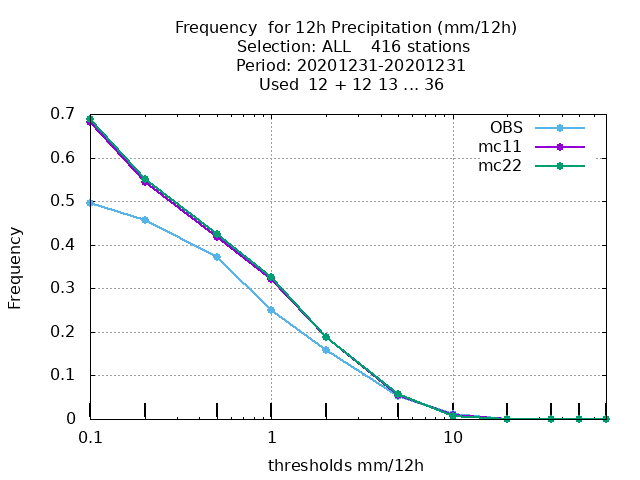 Frequency  for 12h Precipitation (mm/12h)
Selection: ALL    416 stations
Period: 20201231-20201231
Used  12 + 12 13 ... 36
OBS
mc11
mc22
0.7
0.6
0.5
0.4
0.3
0.2
0.1
0
Frequency
0.1
1
10
thresholds mm/12h